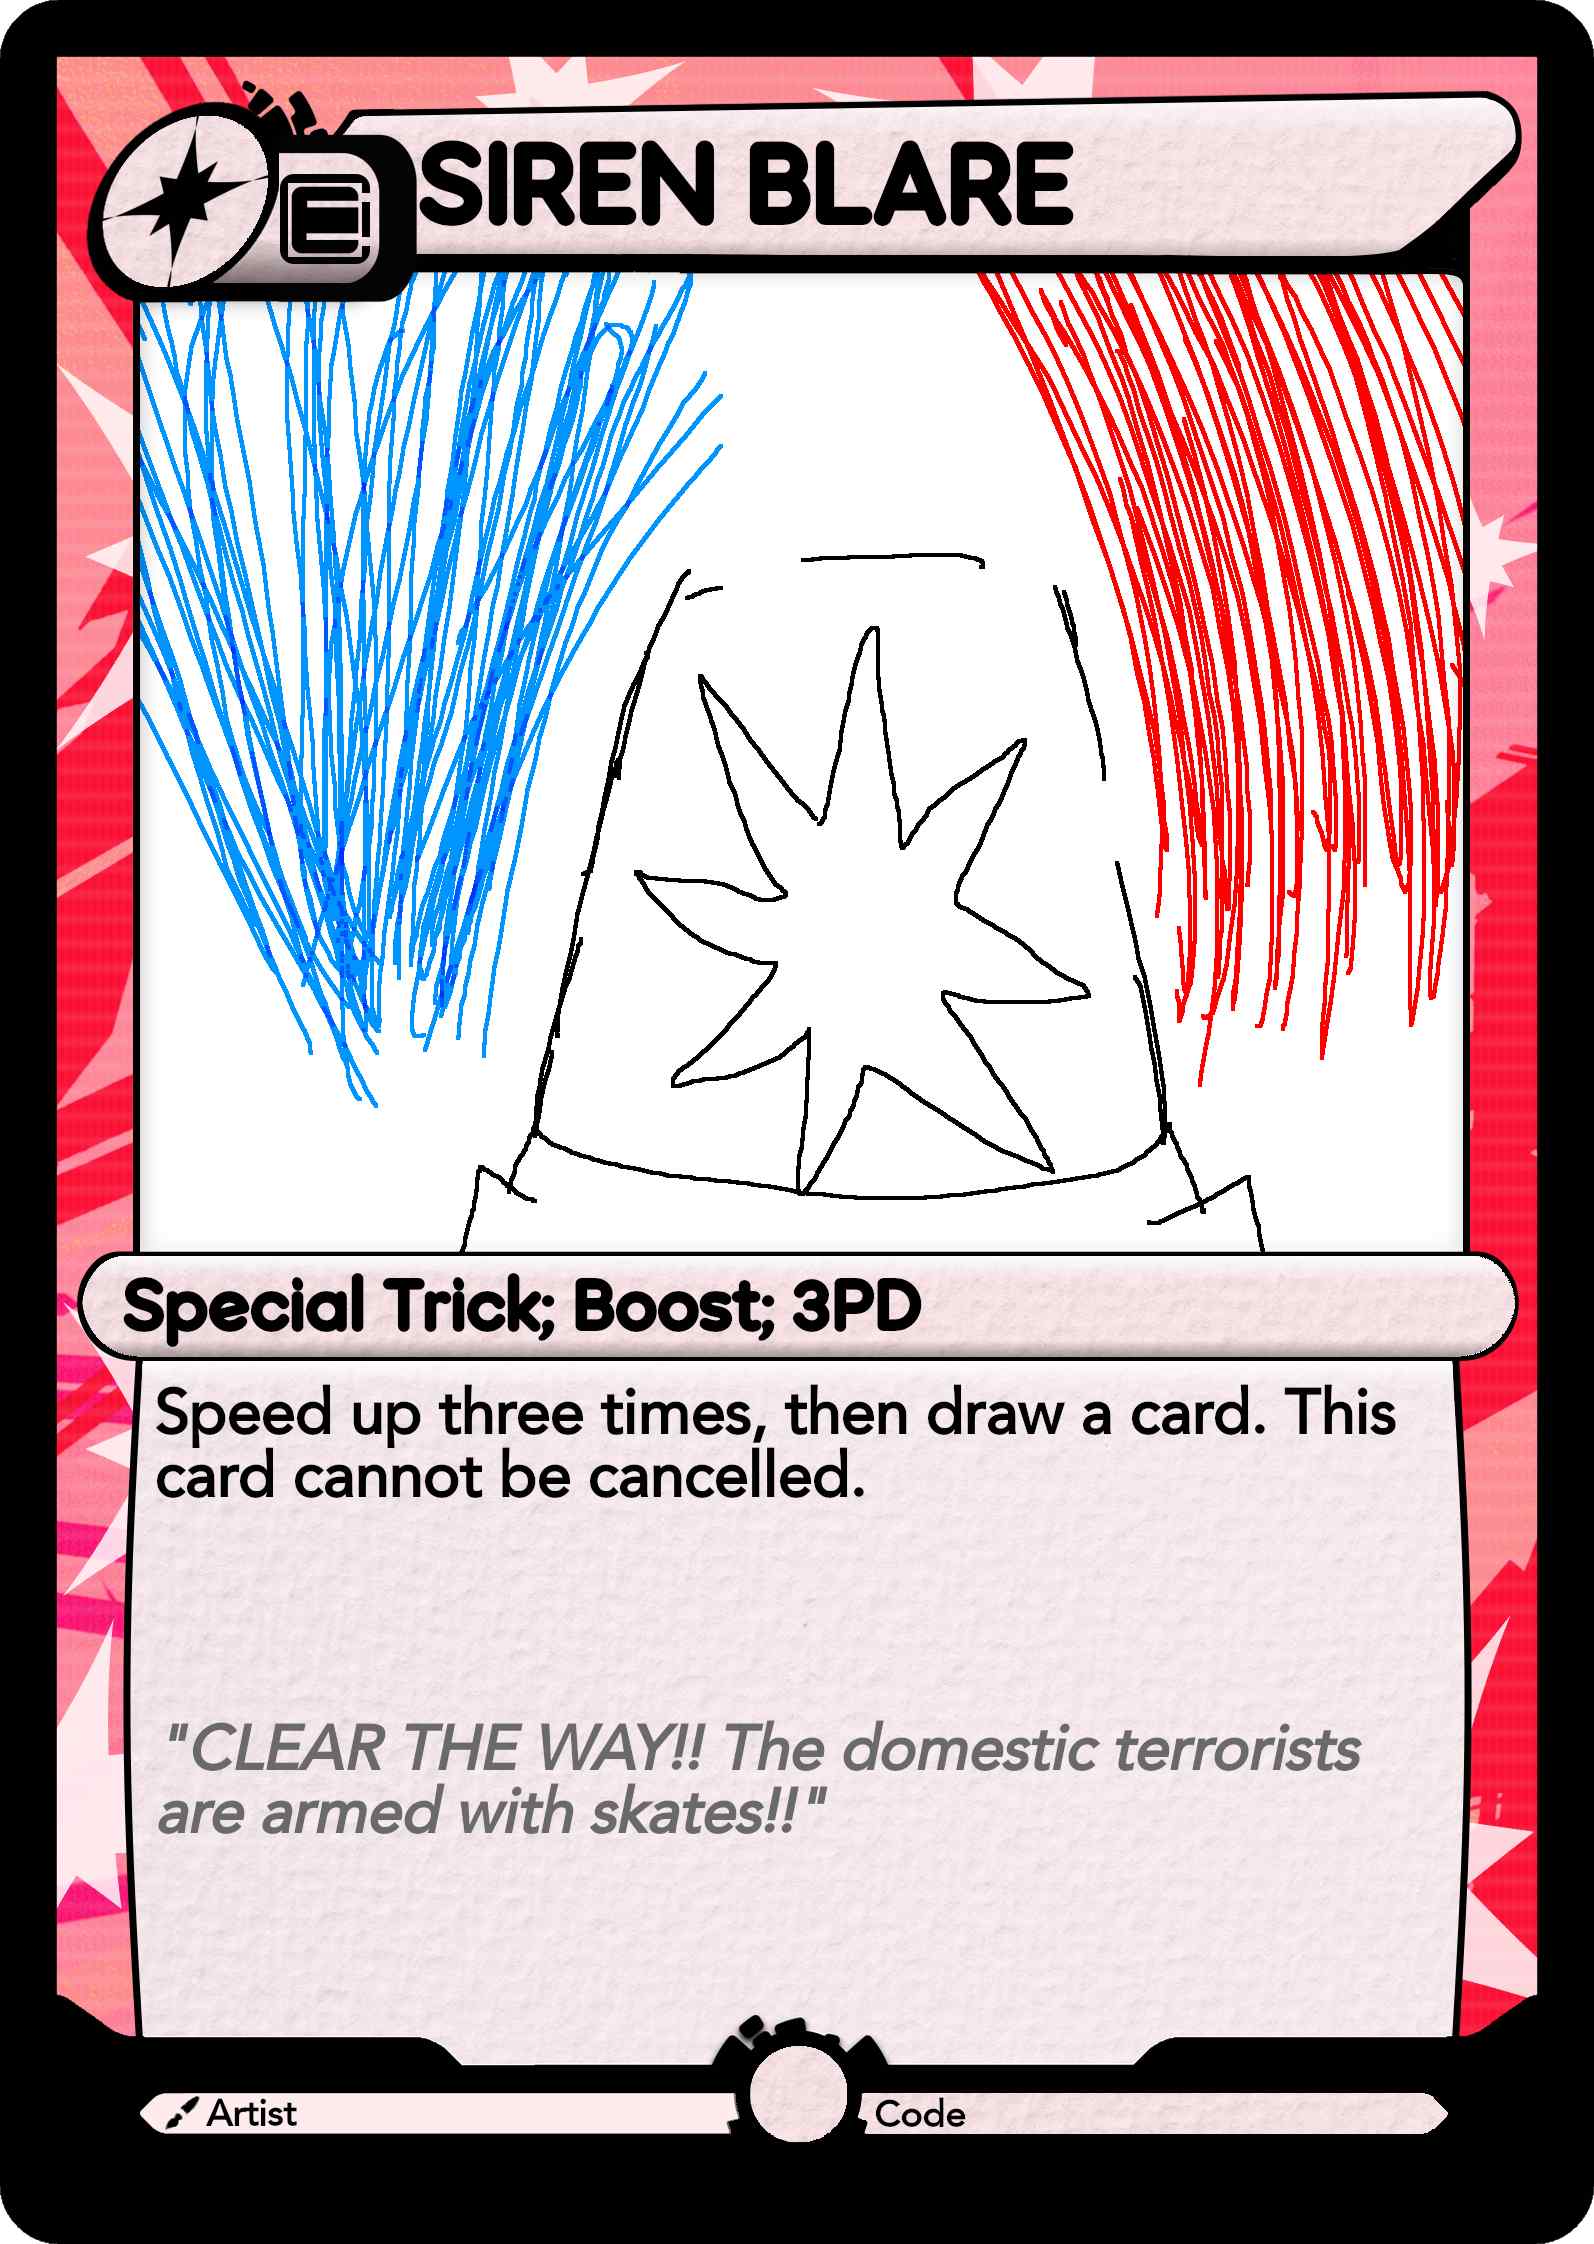 E
SIREN BLARE
Special Trick; Boost; 3PD
Speed up three times, then draw a card. This
card cannot be cancelled.
"CLEAR THE WAY!! The domestic terrorists
are armed with skates!!"
Artist
Code